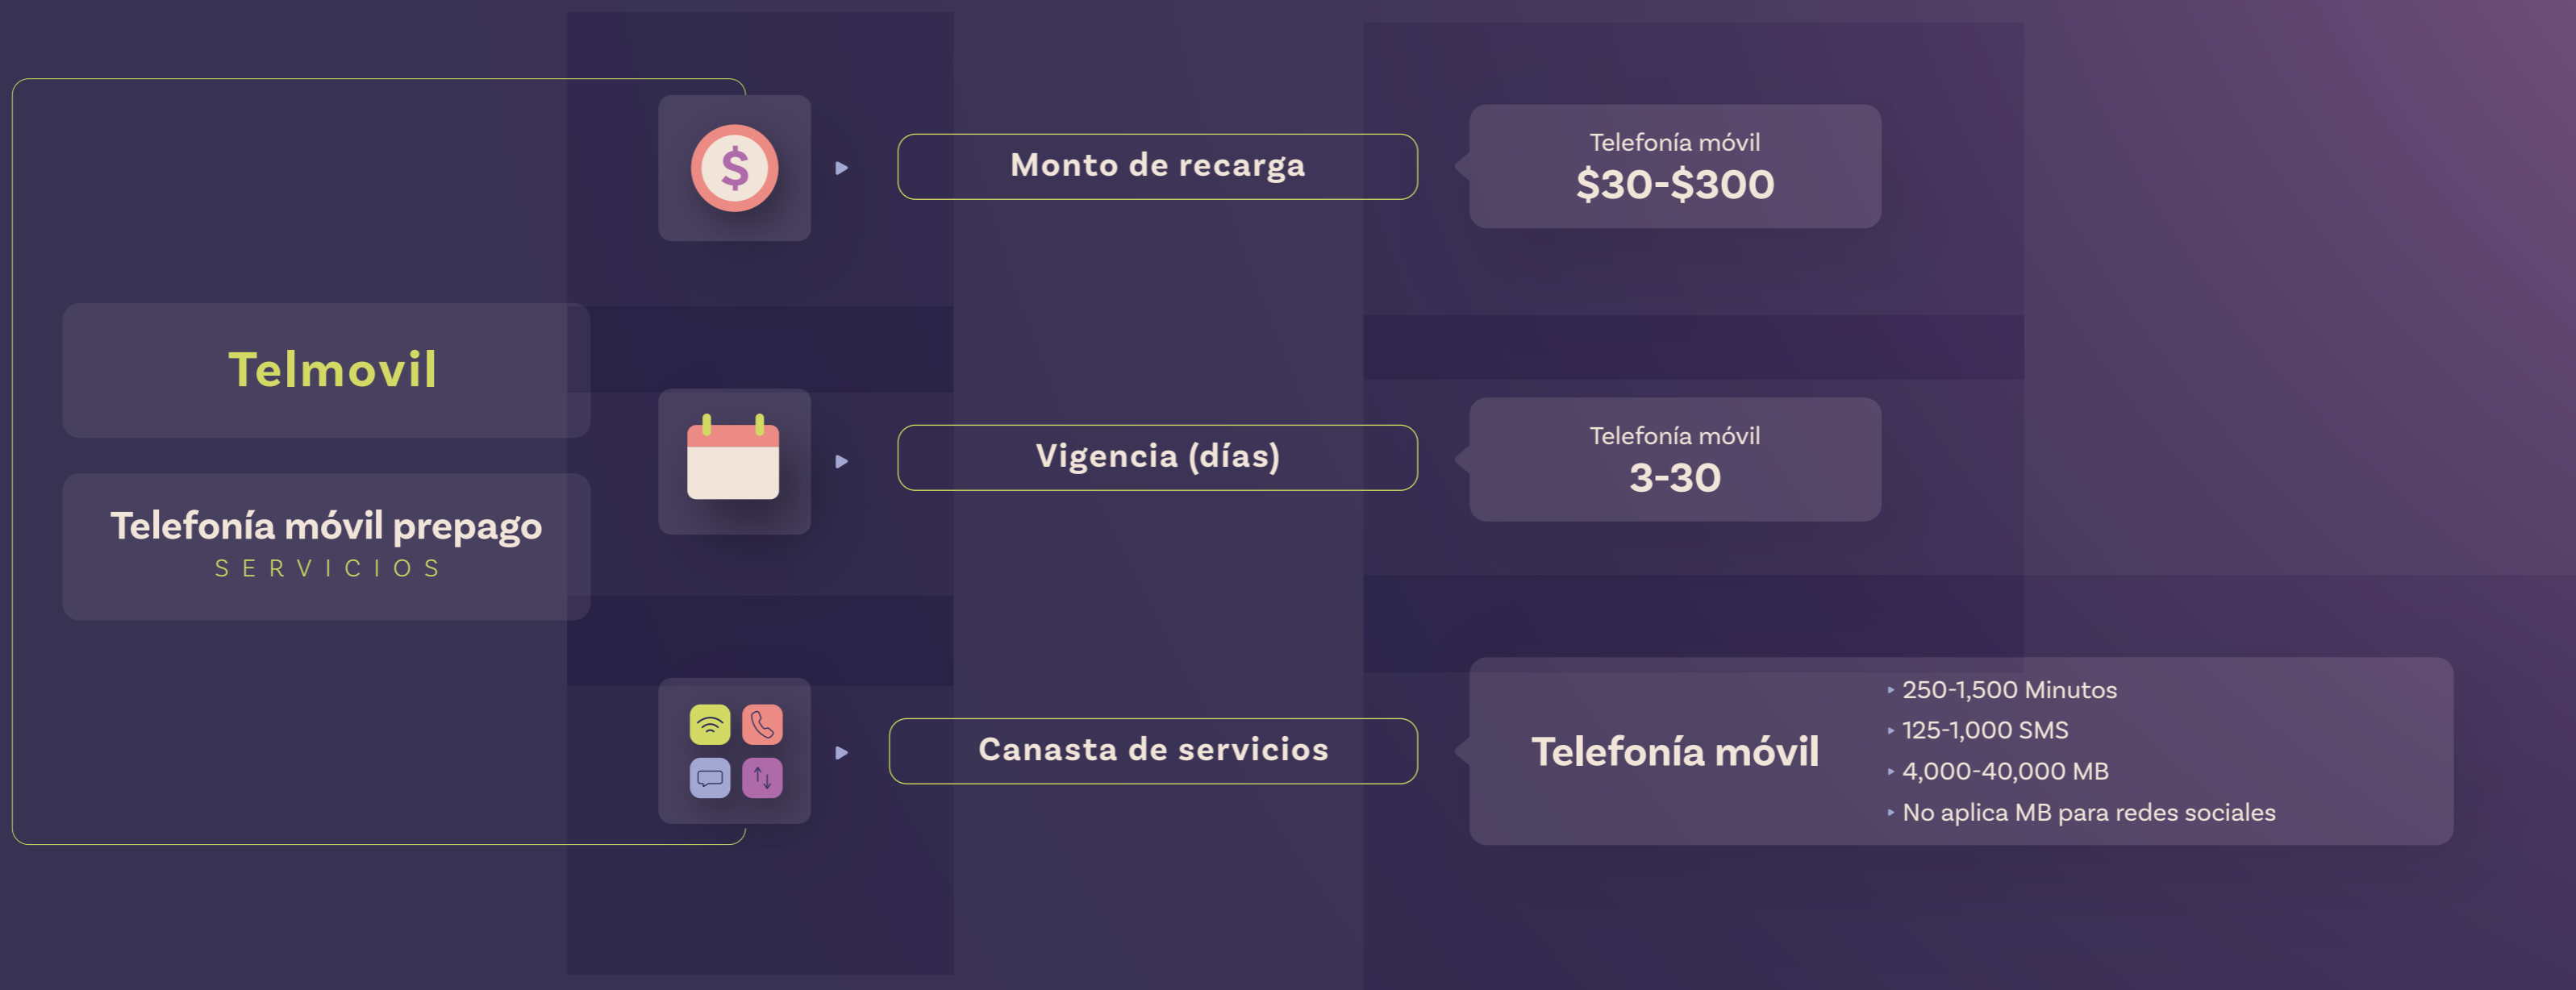 Telmovil
Telefonía móvil prepago
SERVICIOS
$
Monto de recarga
Telefonía móvil
$30-$300
Vigencia (días)
Telefonía móvil
3-30
Canasta de servicios
Telefonía móvil
250-1,500 Minutos
125-1,000 SMS
4,000-40,000 MB
No aplica MB para redes sociales